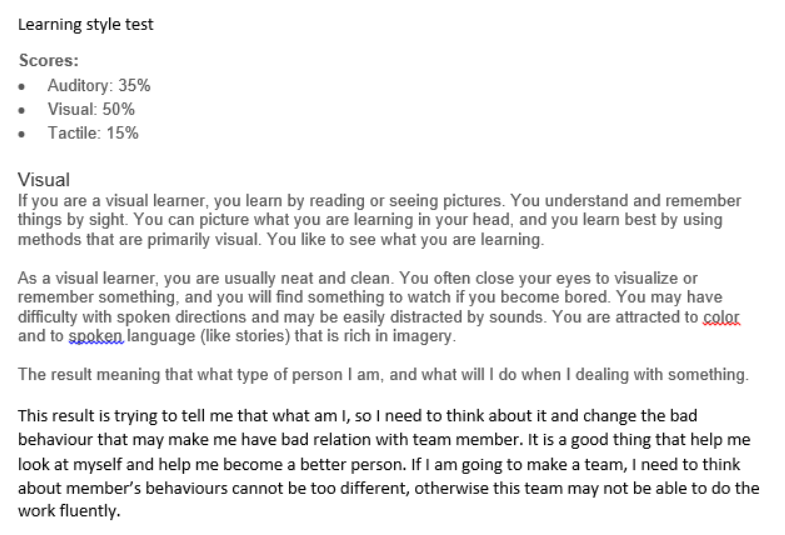 Learning style test
Scores:
• Auditory: 35%
• Visual: 50%
• Tactile: 15%
Visual
If you are a visual learner, you learn by reading or seeing pictures. You understand and remember
things by sight. You can picture what you are learning in your head, and you learn best by using
methods that are primarily visual. You like to see what you are learning.
As a visual learner, you are usually neat and clean. You often close your eyes to visualize or
remember something, and you will find something to watch if you become bored. You may have
difficulty with spoken directions and may be easily distracted by sounds. You are attracted to color
and to spoken language (like stories) that is rich in imagery.
The result meaning that what type of person I am, and what will I do when I dealing with something.
This result is trying to tell me that what am I, so I need to think about it and change the bad
behaviour that may make me have bad relation with team member. It is a good thing that help me
look at myself and help me become a better person. If I am going to make a team, I need to think
about member's behaviours cannot be too different, otherwise this team may not be able to do the
work fluently.